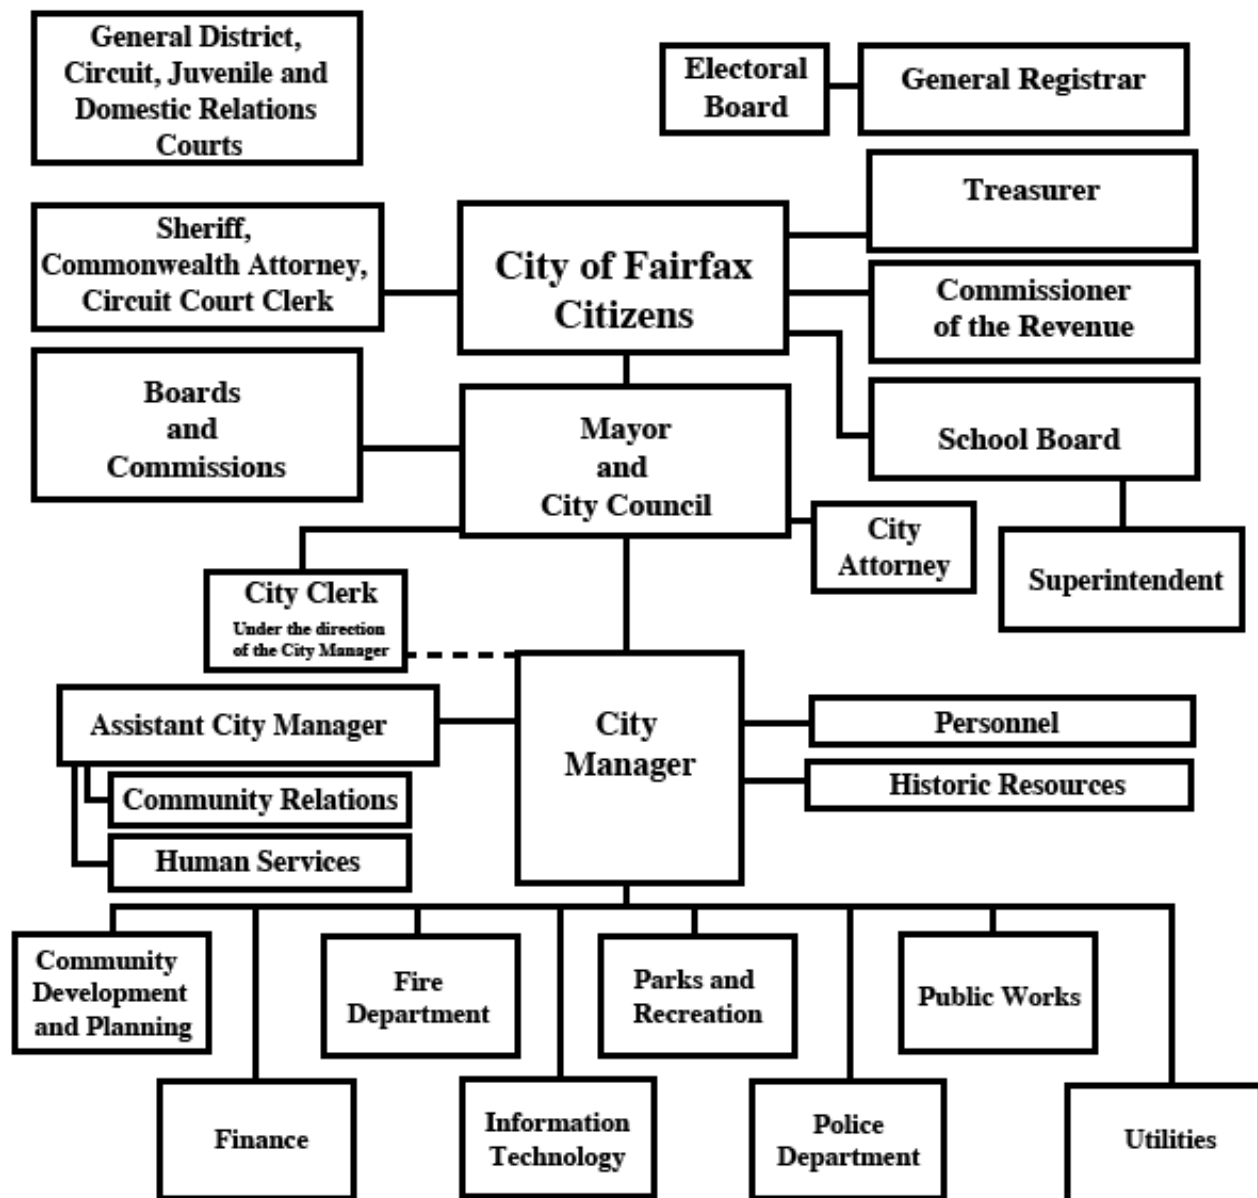 General District,
Circuit, Juvenile and
Domestic Relations
Courts
Electoral
Board
General Registrar
Treasurer
Sheriff,
Commonwealth Attorney,
Circuit Court Clerk
City of Fairfax
Citizens
Commissioner
of the Revenue
Boards
and
Commissions
Mayor
and
City Council
School Board
City
Attorney
Superintendent
City Clerk
Under the direction
of the City Manager
Assistant City Manager
City
Manager
Personnel
Historic Resources
Community Relations
Human Services
Community
Development
and Planning
Fire
Department
Parks and
Recreation
Public Works
Finance
Information
Technology
Police
Department
Utilities